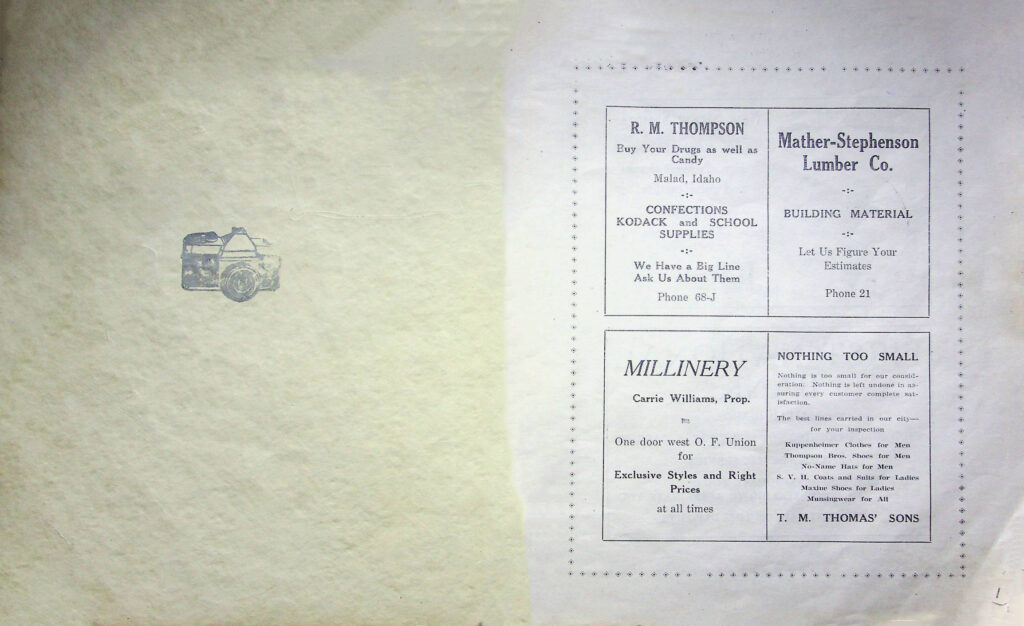 R. M. THOMPSON
Buy Your Drugs as well as
Candy
Malad, Idaho
-:-
CONFECTIONS
KODACK and SCHOOL
SUPPLIES
-:-
We Have a Big Line
Ask Us About Them
Phone 68-J
Mather-Stephenson
Lumber Co.
-:-
BUILDING MATERIAL
-:-
Let Us Figure Your
Estimates
Phone 21
MILLINERY
Carrie Williams, Prop.
One door west O. F. Union
for
Exclusive Styles and Right
Prices
at all times
NOTHING TOO SMALL
Nothing is too small for our consid-
eration. Nothing is left undone in as-
suring every customer complete sat-
isfaction.
The best lines carried in our city—
for your inspection
Kuppenheimer Clothes for Men
Thompson Bros. Shoes for Men
No-Name Hats for Men
S. V. H. Coats and Suits for Ladies
Maxine Shoes for Ladies
Munsingwear for All
T. M. THOMAS' SONS